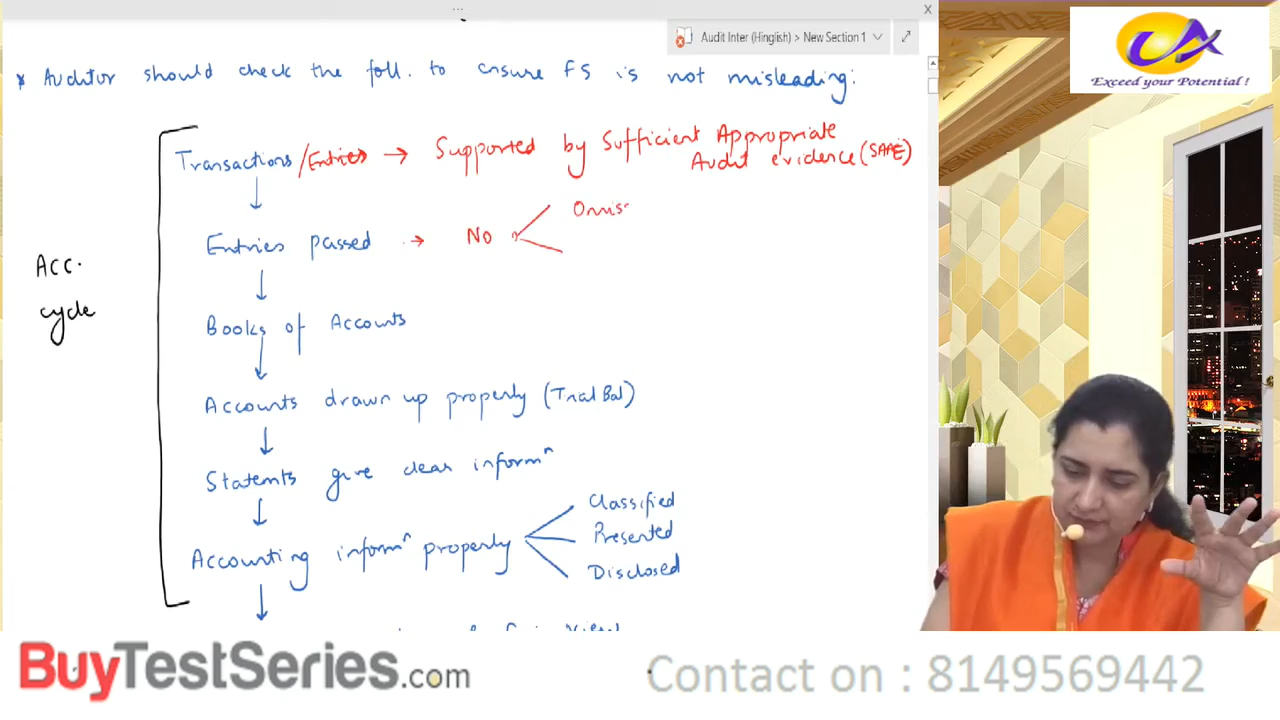 Audit Inter (Hinglish) > New Section 1
Exceed your Potential !
* Auditor should check the foll. to ensure FS is not misleading:
Transactions /Entries → Supported by Sufficient Appropriate
Audit evidence (SAAE)
Omis
Entries passed → No
Acc.
cycle
Books of Accounts
Accounts drawn up properly (Trial Bal)
Statemts give clear informⁿ
Classified
Accounting informⁿ properly
Presented
Disclosed
BuyTestSeries.com
Contact on : 8149569442